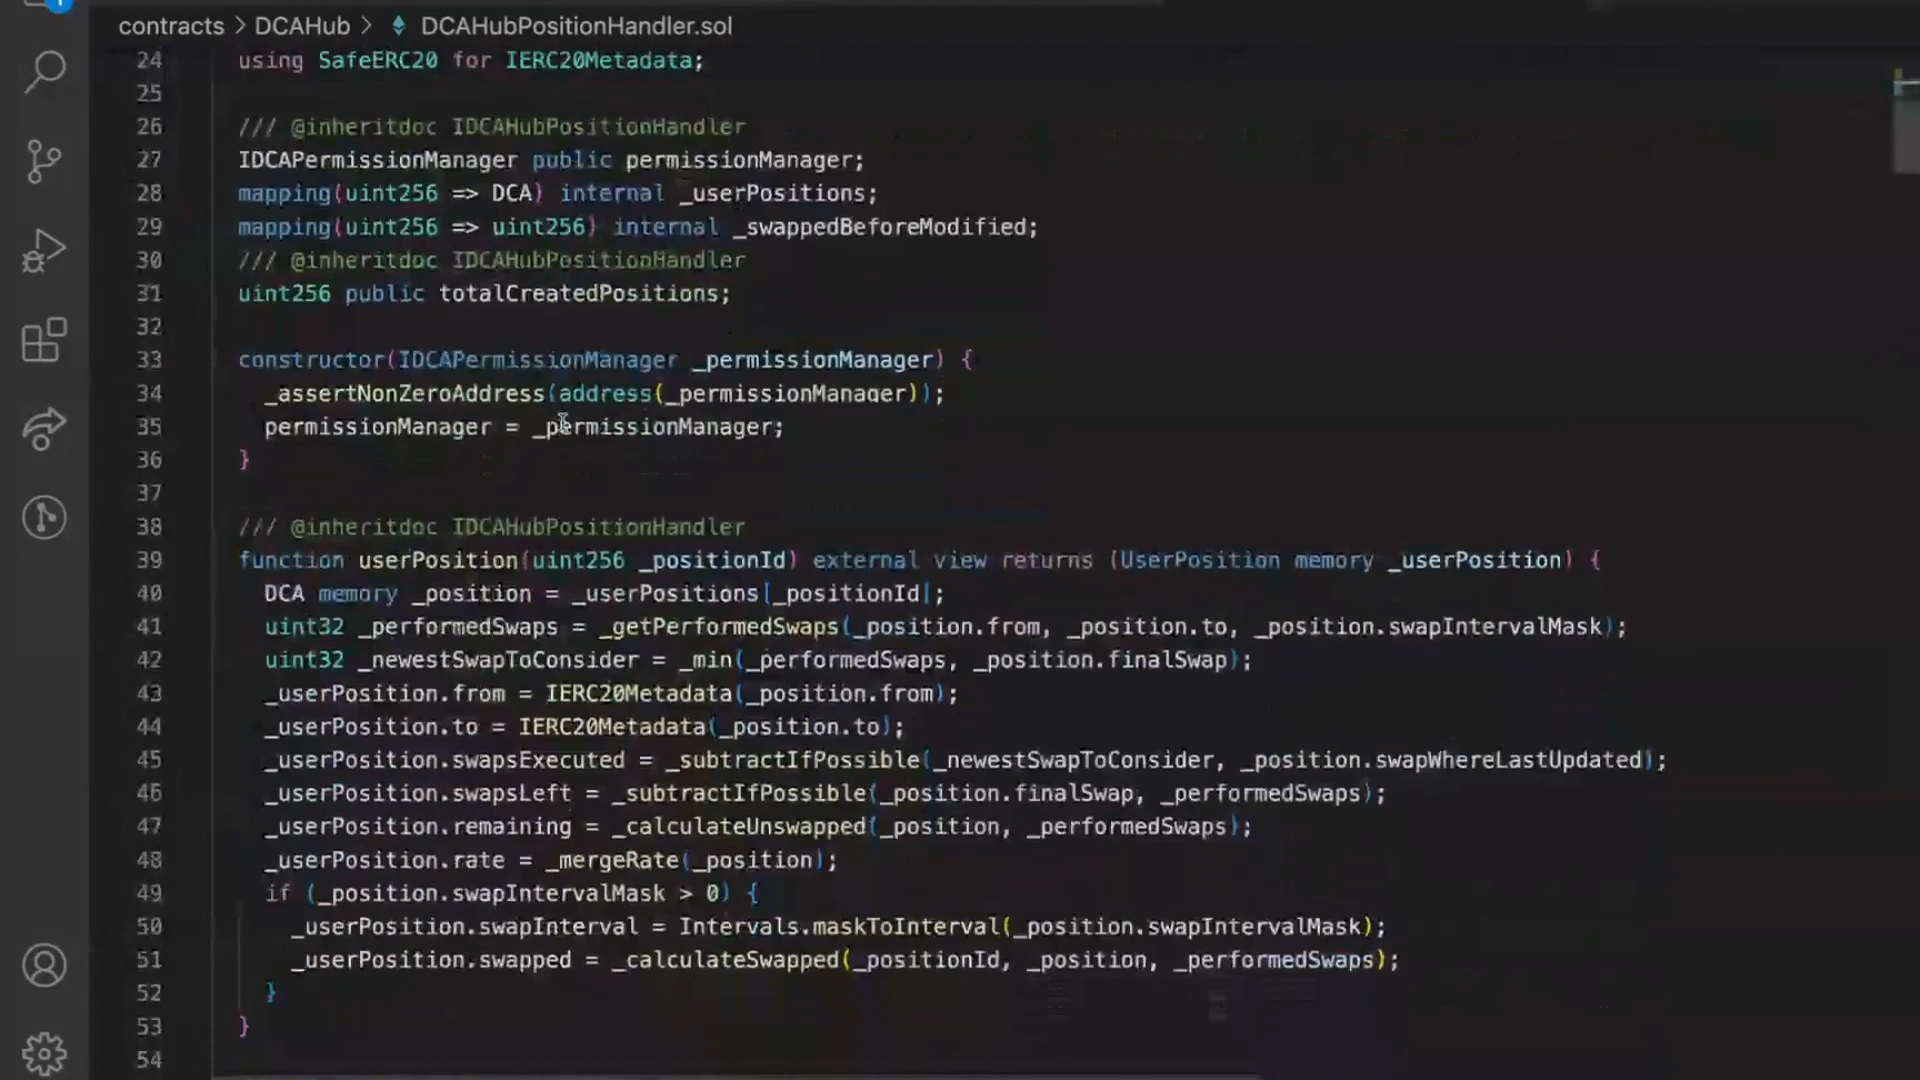 1
contracts > DCAHub > DCAHubPositionHandler.sol
24 using SafeERC20 for IERC20Metadata;
25
26 /// @inheritdoc IDCAHubPositionHandler
27 IDCAPermissionManager public permissionManager;
28 mapping(uint256 => DCA) internal _userPositions;
29 mapping(uint256 => uint256) internal _swappedBeforeModified;
30 /// @inheritdoc IDCAHubPositionHandler
31 uint256 public totalCreatedPositions;
32
33 constructor(IDCAPermissionManager _permissionManager) {
34 _assertNonZeroAddress(address(_permissionManager));
35 permissionManager = _permissionManager;
36 }
37
38 /// @inheritdoc IDCAHubPositionHandler
39 function userPosition(uint256 _positionId) external view returns (UserPosition memory _userPosition) {
40 DCA memory _position = _userPositions[_positionId];
41 uint32 _performedSwaps = _getPerformedSwaps(_position.from, _position.to, _position.swapIntervalMask);
42 uint32 _newestSwapToConsider = _min(_performedSwaps, _position.finalSwap);
43 _userPosition.from = IERC20Metadata(_position.from);
44 _userPosition.to = IERC20Metadata(_position.to);
45 _userPosition.swapsExecuted = _subtractIfPossible(_newestSwapToConsider, _position.swapWhereLastUpdated);
46 _userPosition.swapsLeft = _subtractIfPossible(_position.finalSwap, _performedSwaps);
47 _userPosition.remaining = _calculateUnswapped(_position, _performedSwaps);
48 _userPosition.rate = _mergeRate(_position);
49 if (_position.swapIntervalMask > 0) {
50 _userPosition.swapInterval = Intervals.maskToInterval(_position.swapIntervalMask);
51 _userPosition.swapped = _calculateSwapped(_positionId, _position, _performedSwaps);
52 }
53 }
54